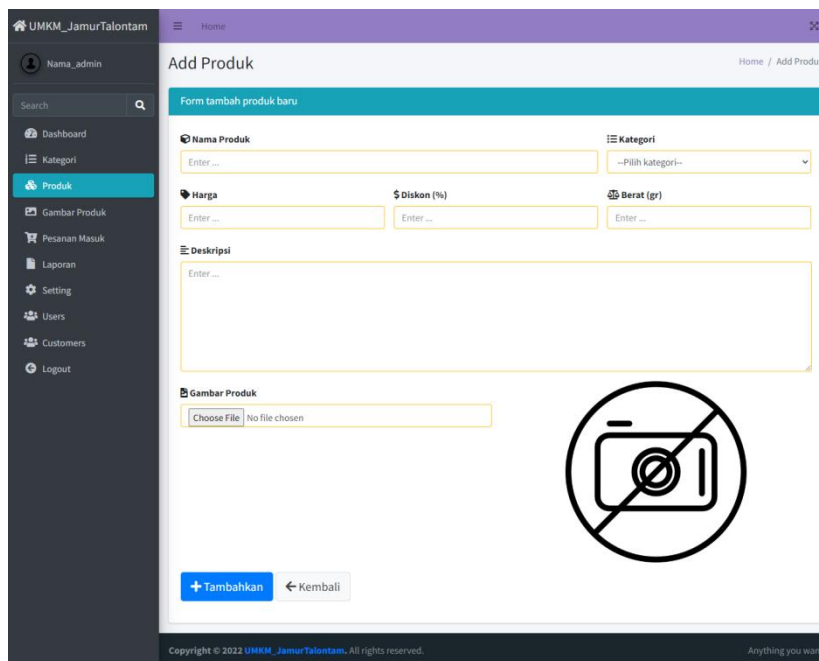 UMKM_JamurTalontam
Home
Nama_admin
Search
Dashboard
Kategori
Produk
Gambar Produk
Pesanan Masuk
Laporan
Setting
Users
Customers
Logout
Add Produk
Home / Add Produ
Form tambah produk baru
Nama Produk
Kategori
Enter ...
--Pilih kategori--
Harga
Diskon (%)
Berat (gr)
Enter ...
Enter ...
Enter ...
Deskripsi
Enter ...
Gambar Produk
Choose File No file chosen
Tambahkan
Kembali
Copyright © 2022 UMKM_JamurTalontam. All rights reserved.
Anything you wan